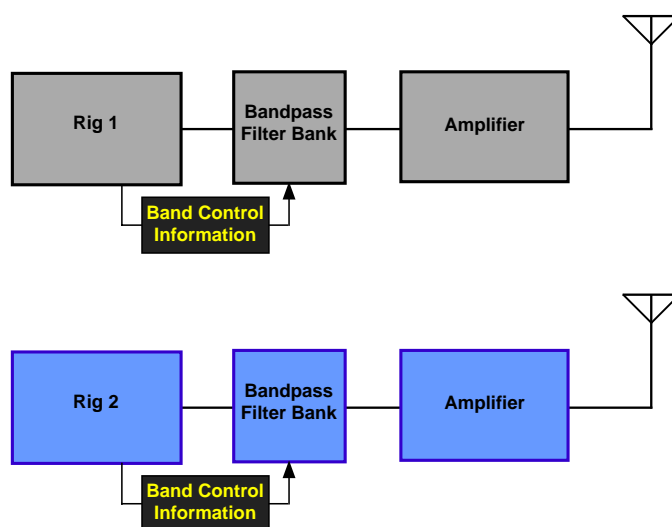 Rig 1
Bandpass
Filter Bank
Amplifier
Band Control
Information
Rig 2
Bandpass
Filter Bank
Amplifier
Band Control
Information